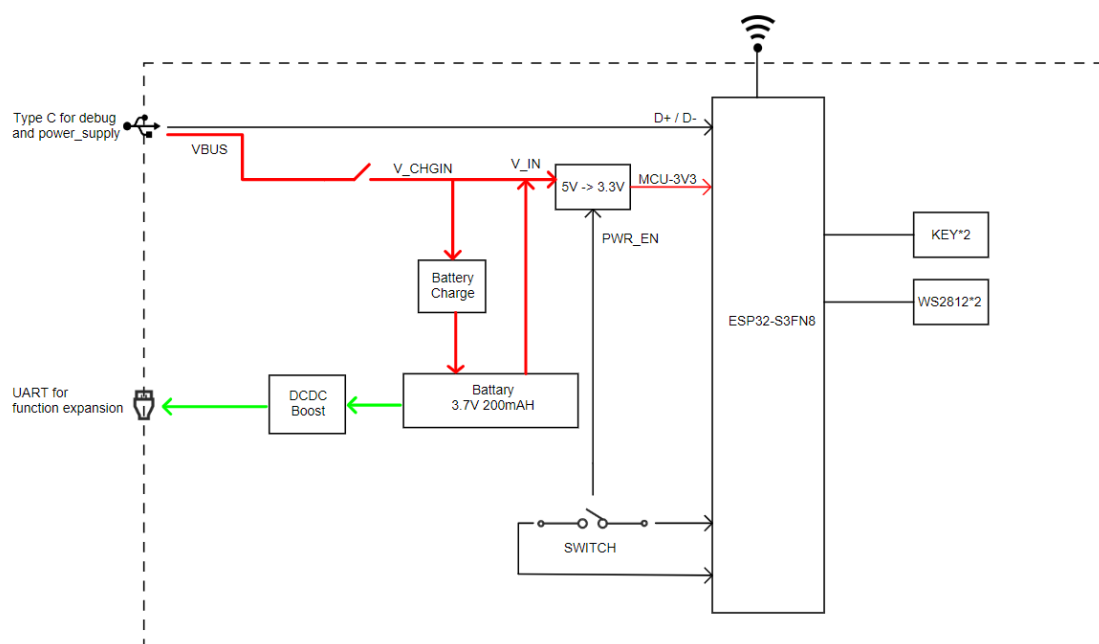 Type C for debug
and power_supply
D+ / D-
VBUS
V_CHGIN
V_IN
5V -> 3.3V
MCU-3V3
PWR_EN
KEY*2
Battery
Charge
WS2812*2
ESP32-S3FN8
UART for
function expansion
DCDC
Boost
Battary
3.7V 200mAH
SWITCH